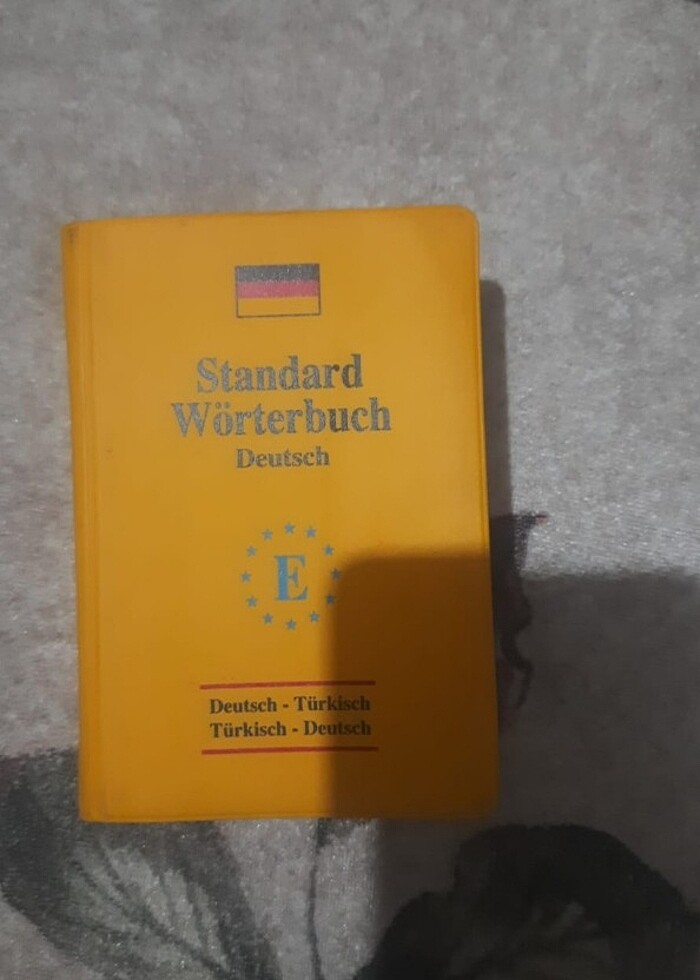 Standard
Wörterbuch
Deutsch
E
Deutsch - Türkisch
Türkisch - Deutsch